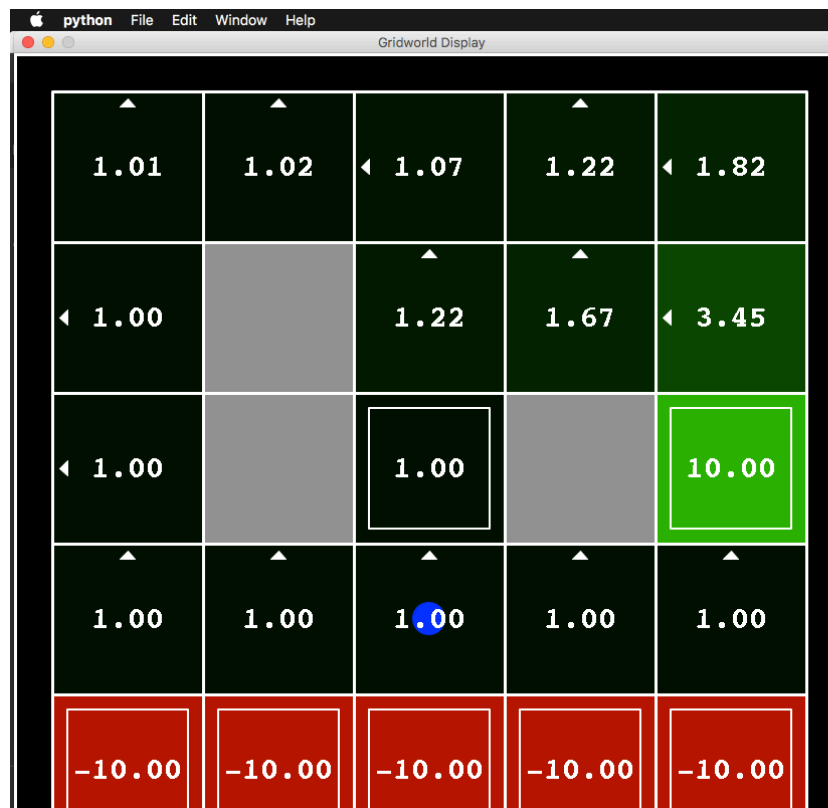 python File Edit Window Help
Gridworld Display
1.01 1.02 1.07 1.22 1.82
1.00 1.22 1.67 3.45
1.00 1.00 10.00
1.00 1.00 1.00 1.00 1.00
-10.00 -10.00 -10.00 -10.00 -10.00